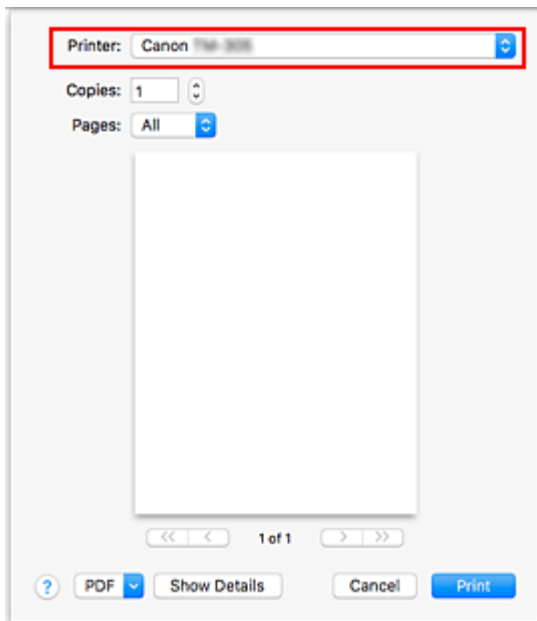 Printer: Canon
Copies: 1
Pages: All
1 of 1
? PDF Show Details Cancel Print